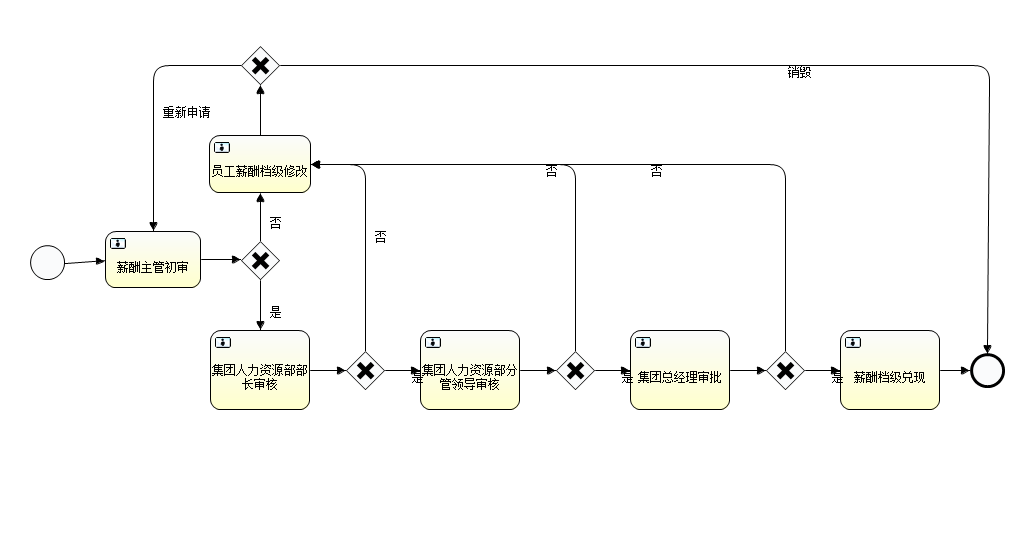 销毁
重新申请
员工薪酬档级修改
否
否
否
否
薪酬主管初审
是
集团人力资源部部
长审核
是
集团人力资源部分
管领导审核
是
集团总经理审批
是
薪酬档级兑现